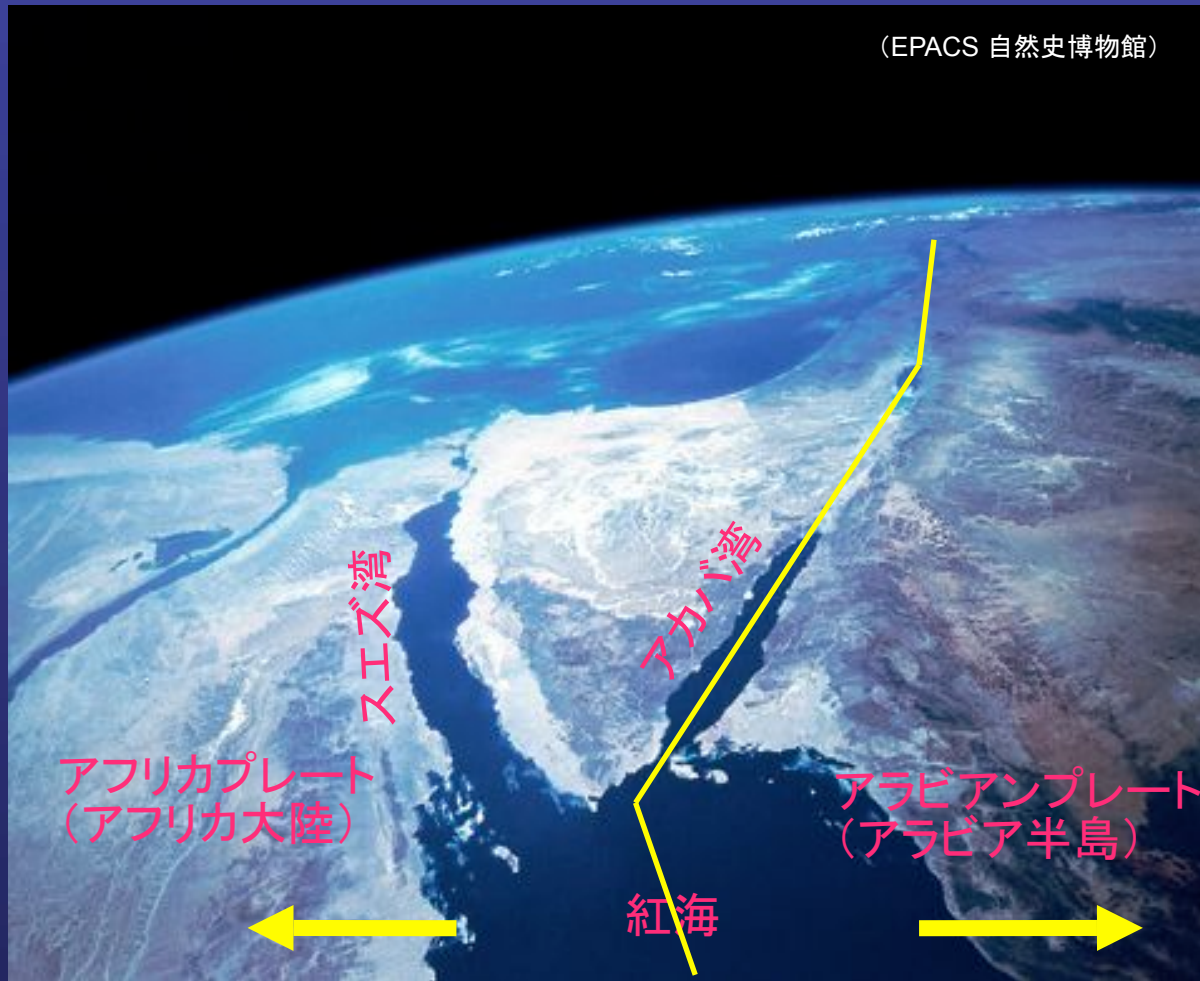 （EPACS 自然史博物館）
スエズ湾
アカバ湾
アフリカプレート
（アフリカ大陸）
アラビアンプレート
（アラビア半島）
紅海